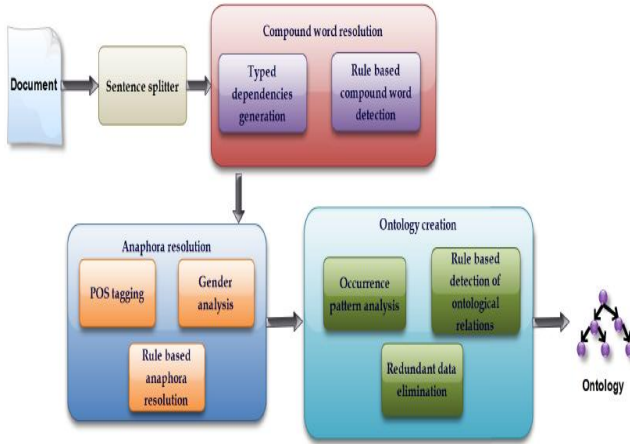 Document
Sentence splitter
Compound word resolution
Typed
dependencies
generation
Rule based
compound word
detection
Anaphora resolution
POS tagging
Gender
analysis
Rule based
anaphora
resolution
Ontology creation
Occurrence
pattern analysis
Rule based
detection of
ontological
relations
Redundant data
elimination
Ontology